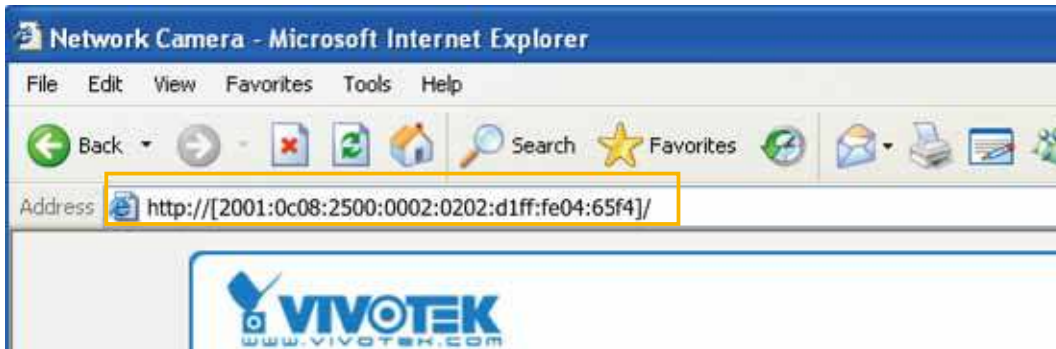 Network Camera - Microsoft Internet Explorer
File Edit View Favorites Tools Help
Back Search Favorites
Address http://[2001:0c08:2500:0002:0202:d1ff:fe04:65f4]/
VIVOTEK
www.vivotek.com